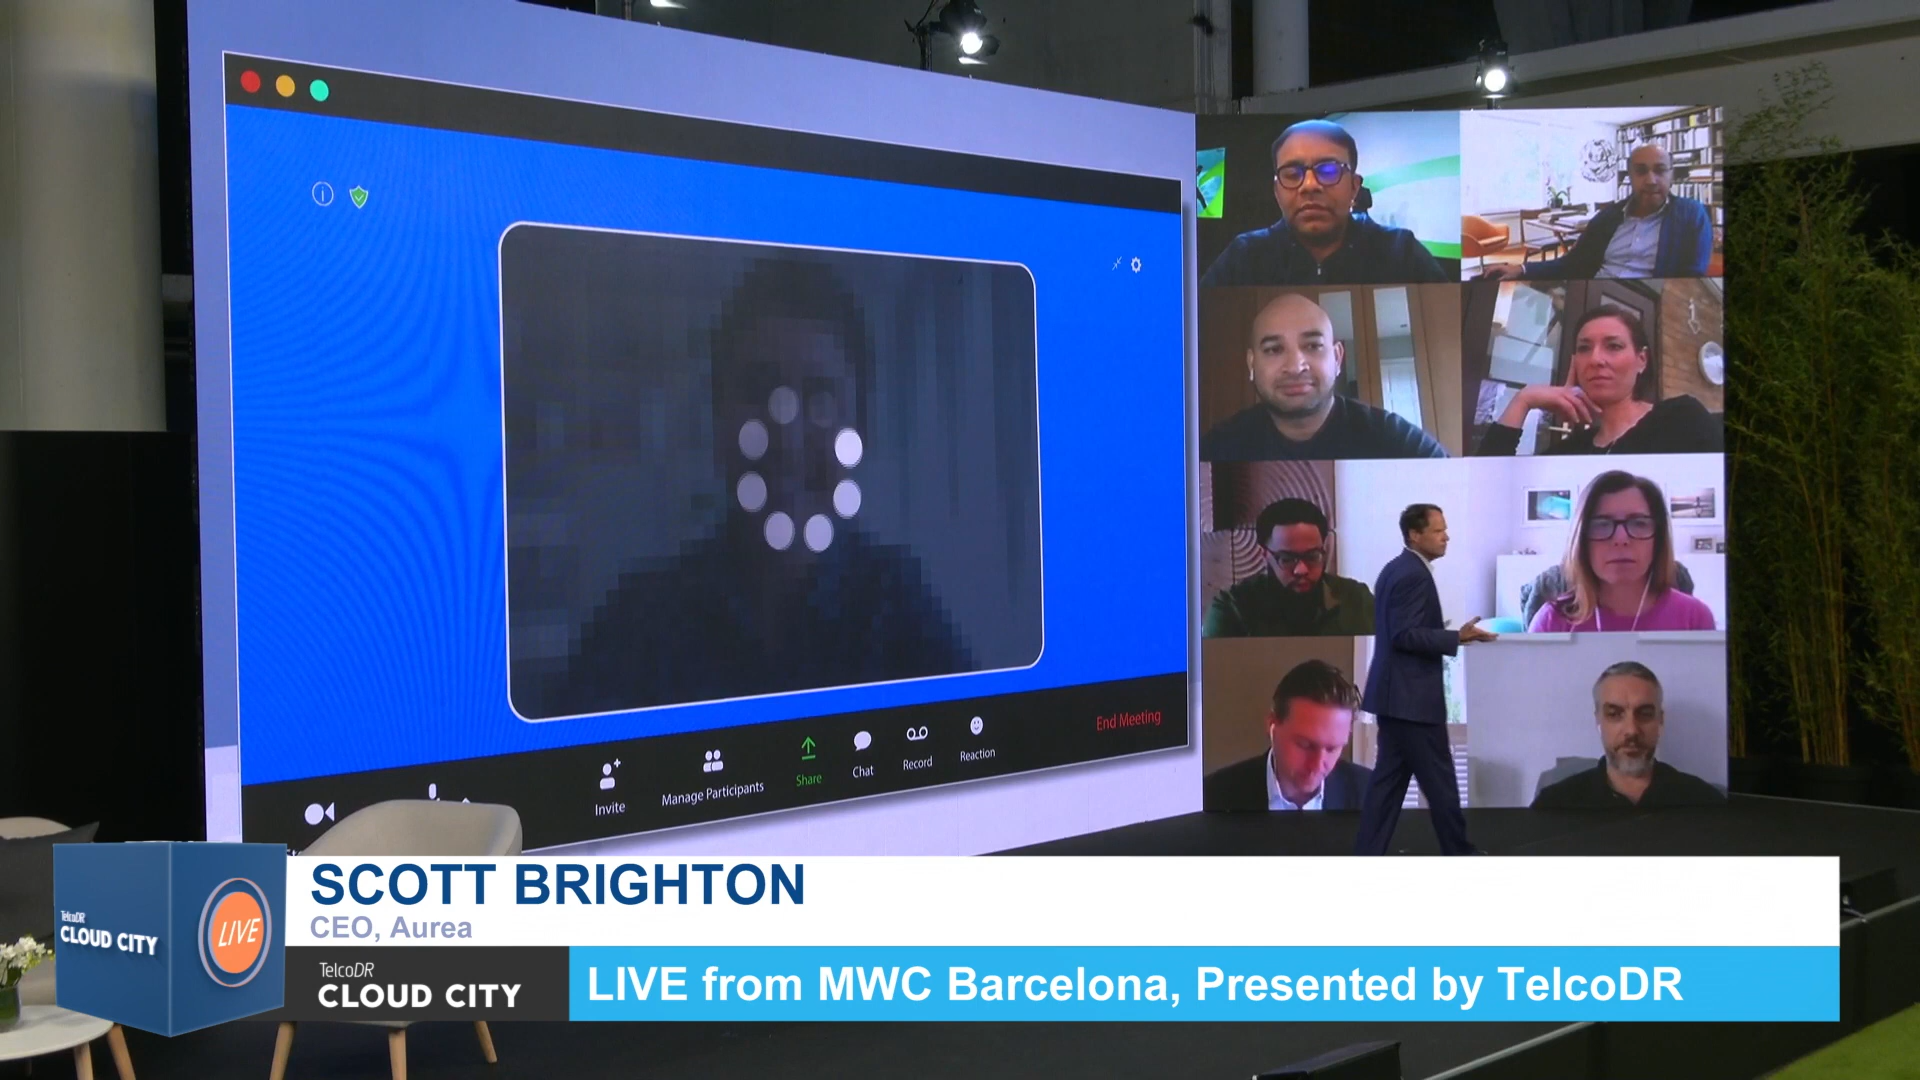 Invite
Manage Participants
Share
Chat
Record
Reaction
End Meeting
SCOTT BRIGHTON
CEO, Aurea
TelcoDR
CLOUD CITY
LIVE
TelcoDR
CLOUD CITY
LIVE from MWC Barcelona, Presented by TelcoDR